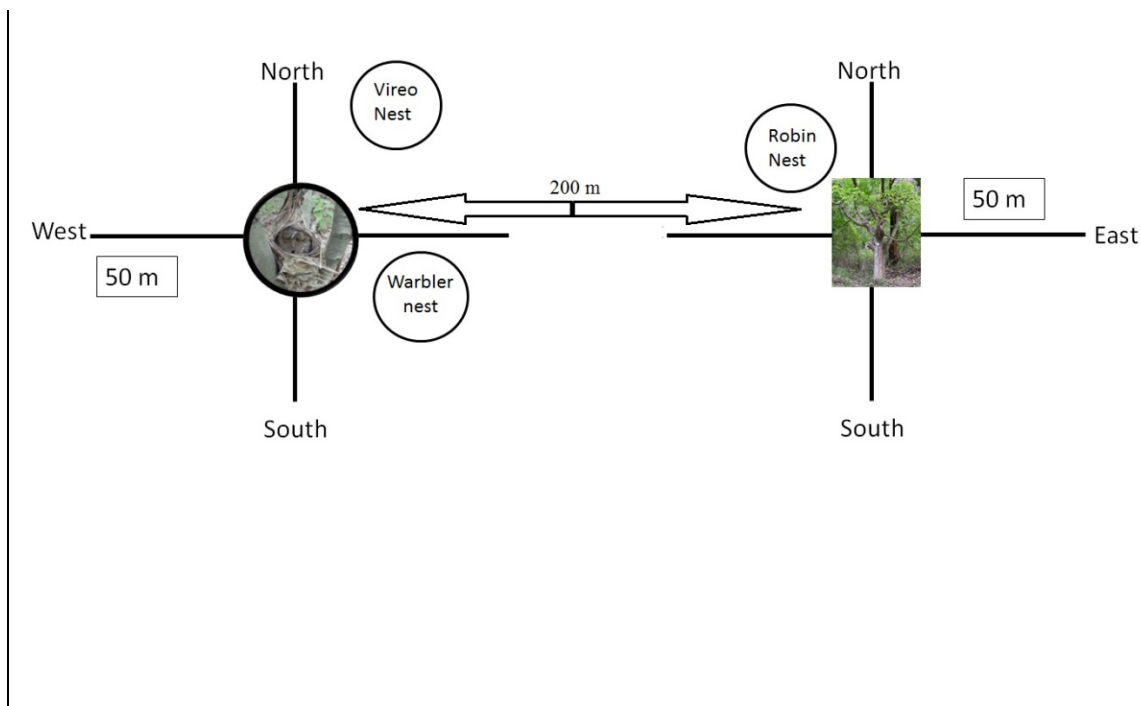 North
Vireo
Nest
North
Robin
Nest
200 m
50 m
West
East
50 m
Warbler
nest
South
South